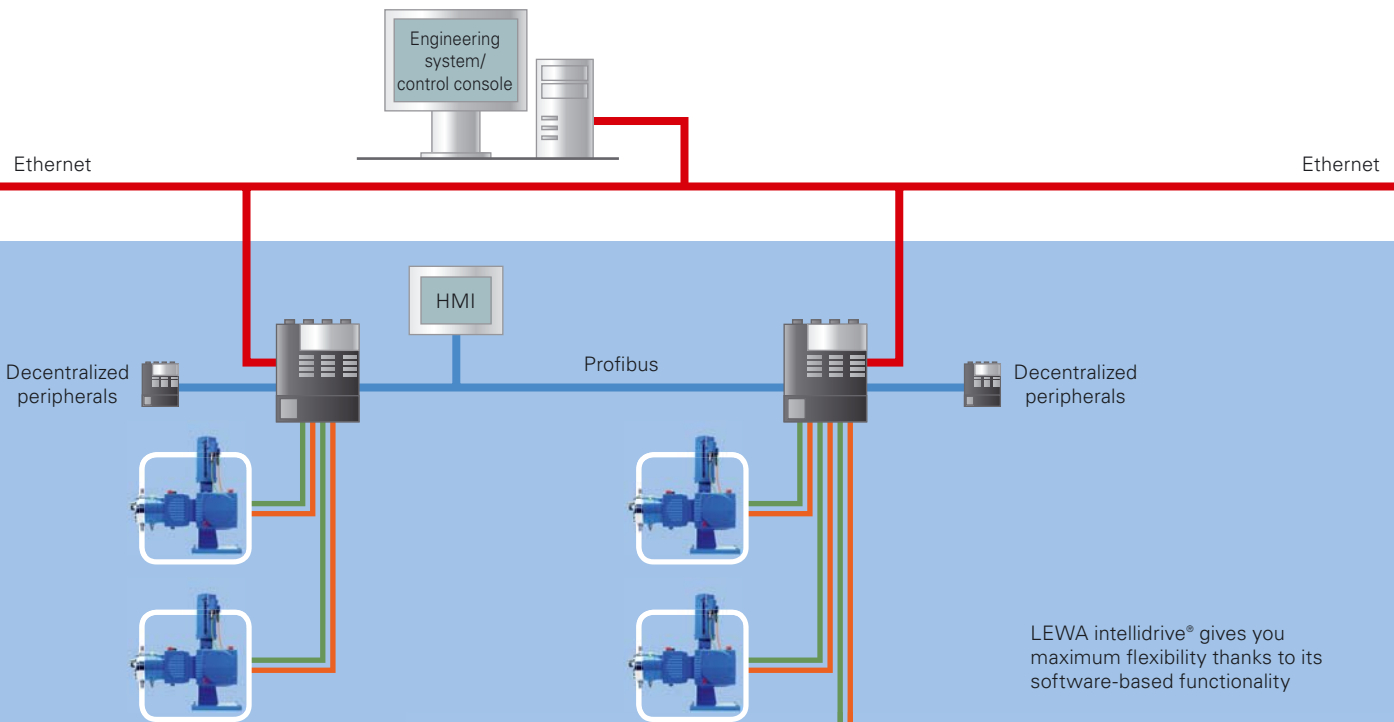 Engineering
system/
control console
Ethernet
Ethernet
HMI
Profibus
Decentralized
peripherals
Decentralized
peripherals
LEWA intellidrive® gives you
maximum flexibility thanks to its
software-based functionality